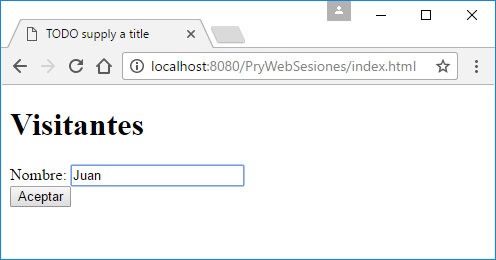 TODO supply a title
localhost:8080/PryWebSesiones/index.html
Visitantes
Nombre: Juan
Aceptar